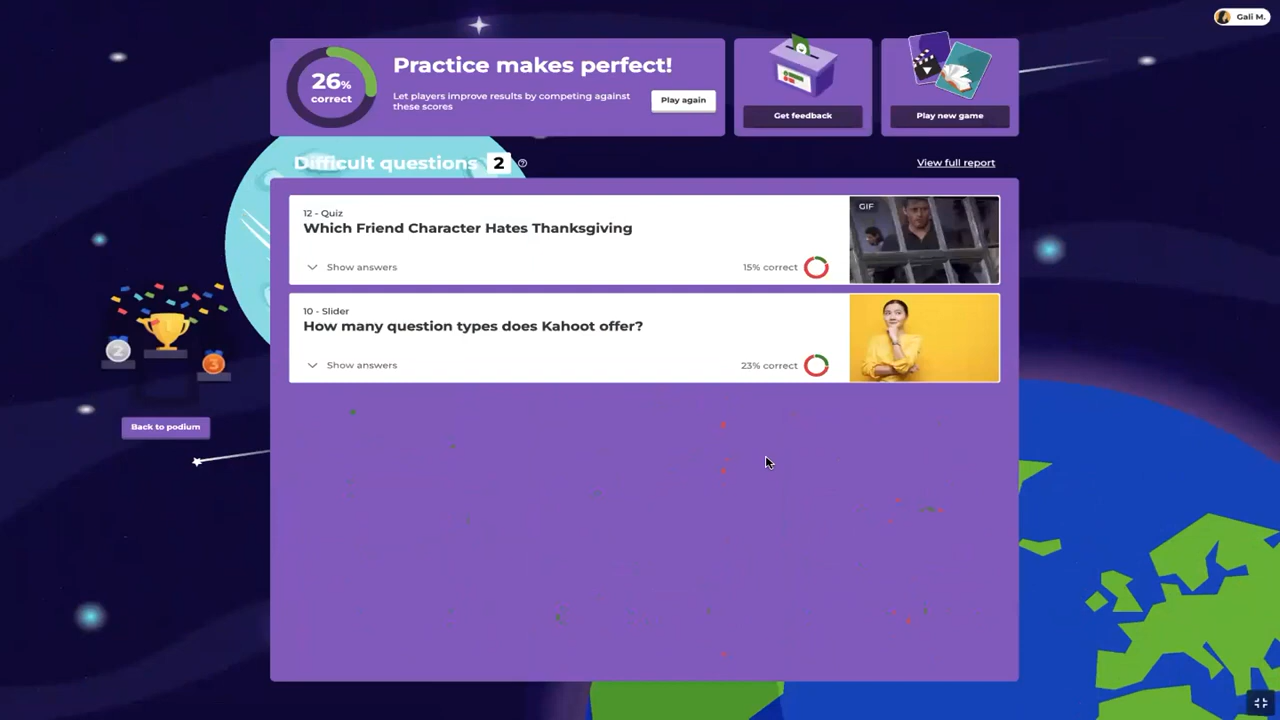 Gali M.
26%
correct
Practice makes perfect!
Let players improve results by competing against
these scores
Play again
Get feedback
Play new game
Difficult questions 2
View full report
12 - Quiz
Which Friend Character Hates Thanksgiving
Show answers
15% correct
GIF
10 - Slider
How many question types does Kahoot offer?
Show answers
23% correct
2
3
Back to podium